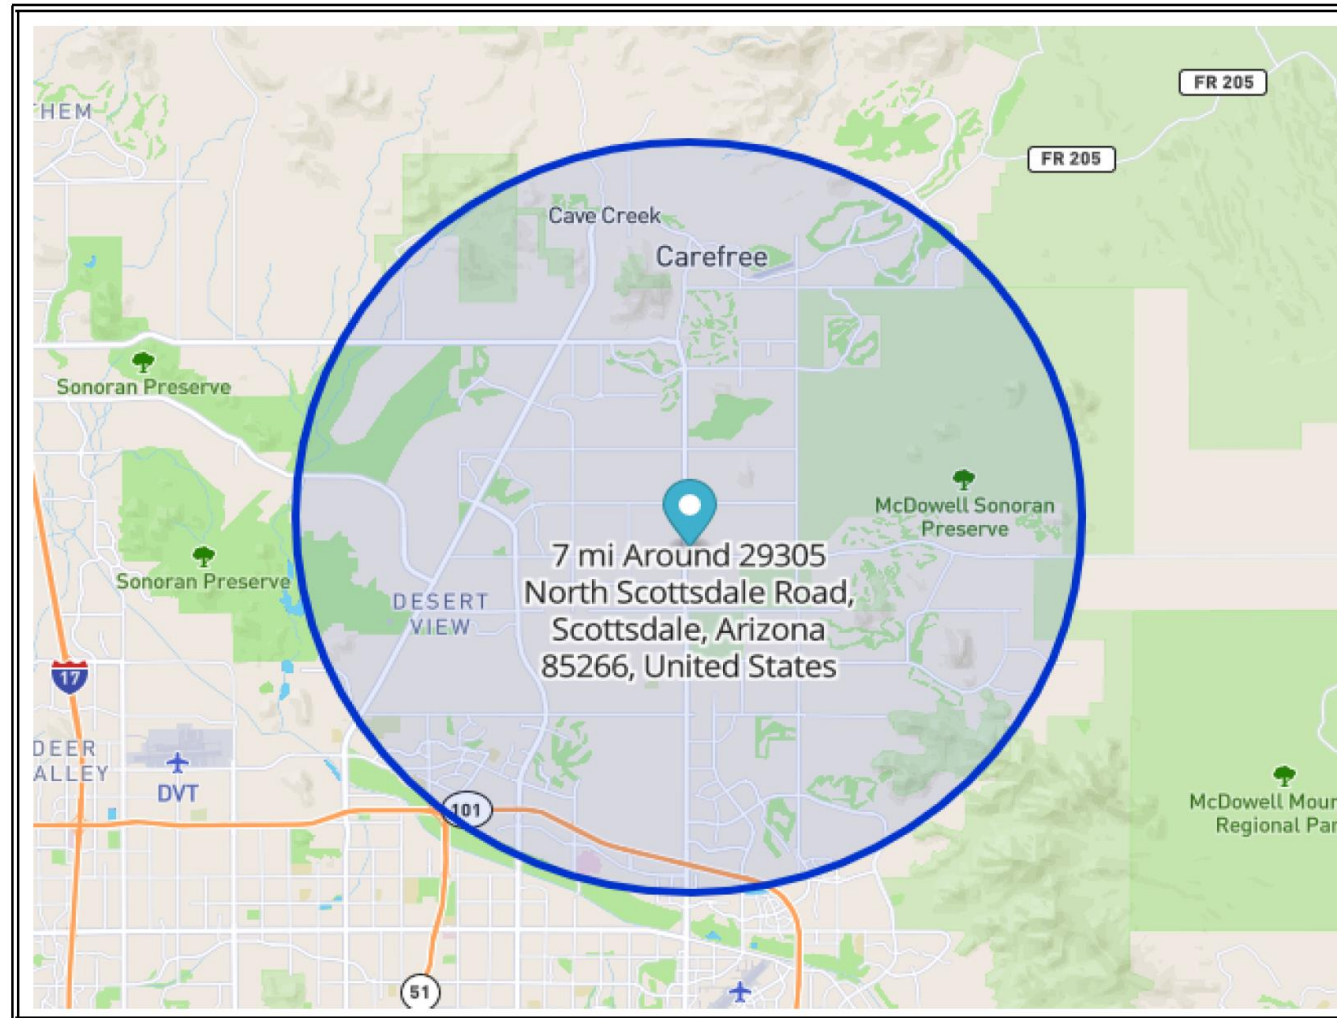 THEM
FR 205
FR 205
Cave Creek
Carefree
Sonoran Preserve
McDowell Sonoran
Preserve
7 mi Around 29305
North Scottsdale Road,
Scottsdale, Arizona
85266, United States
Sonoran Preserve
DESERT
VIEW
17
DEER
ALLEY
DVT
101
McDowell Moun
Regional Par
51